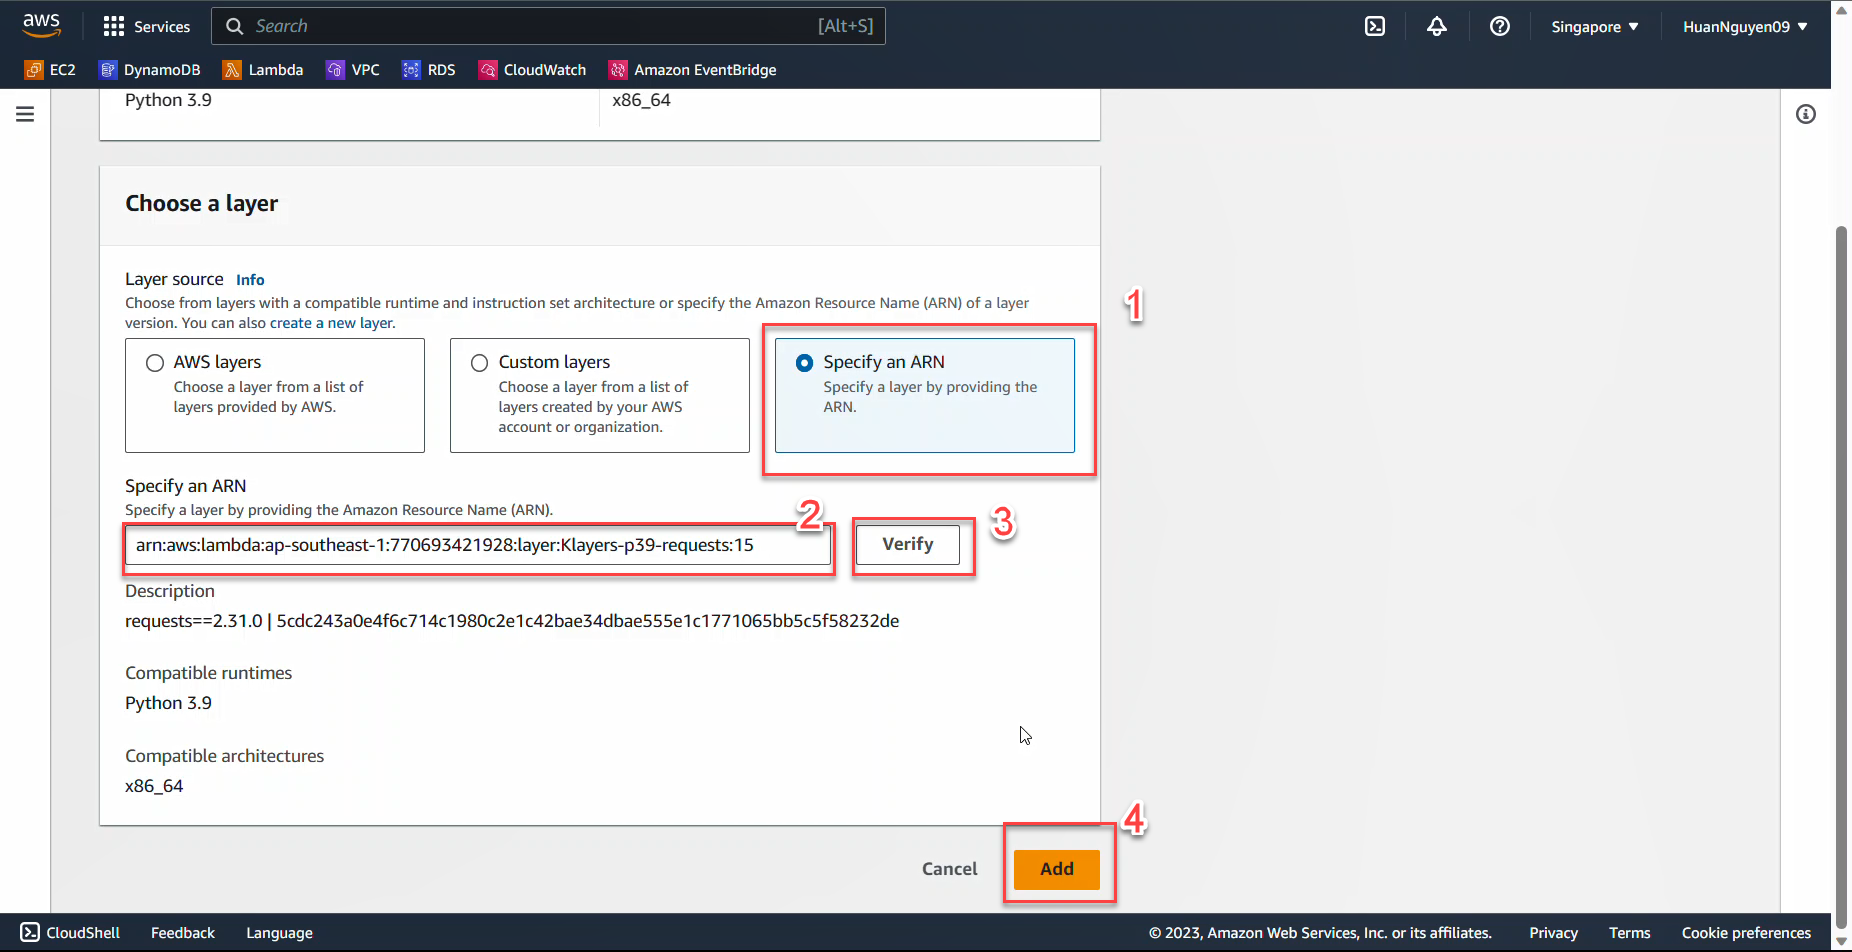 aws
Services
Search
[Alt+S]
Singapore
HuanNguyen09
EC2
DynamoDB
Lambda
VPC
RDS
CloudWatch
Amazon EventBridge
Python 3.9
x86_64
Choose a layer
Layer source Info
Choose from layers with a compatible runtime and instruction set architecture or specify the Amazon Resource Name (ARN) of a layer
version. You can also create a new layer.
1
AWS layers
Choose a layer from a list of
layers provided by AWS.
Custom layers
Choose a layer from a list of
layers created by your AWS
account or organization.
Specify an ARN
Specify a layer by providing the
ARN.
Specify an ARN
Specify a layer by providing the Amazon Resource Name (ARN).
2
arn:aws:lambda:ap-southeast-1:770693421928:layer:Klayers-p39-requests:15
Verify
3
Description
requests==2.31.0 | 5cdc243a0e4f6c714c1980c2e1c42bae34dbae555e1c1771065bb5c5f58232de
Compatible runtimes
Python 3.9
Compatible architectures
x86_64
4
Cancel
Add
CloudShell
Feedback
Language
© 2023, Amazon Web Services, Inc. or its affiliates.
Privacy
Terms
Cookie preferences